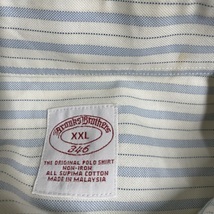 Brooks Brothers
XXL
346
THE ORIGINAL POLO SHIRT
NON-IRON
ALL SUPIMA COTTON
MADE IN MALAYSIA